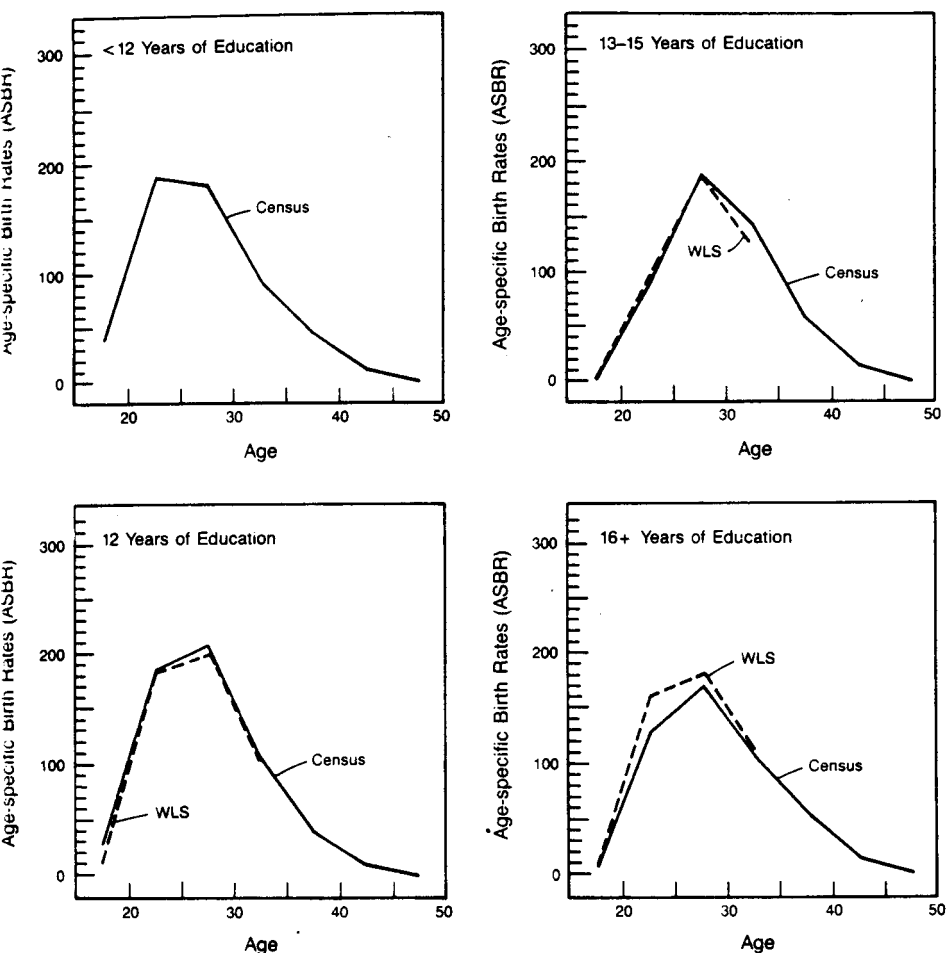 <12 Years of Education
300
200
100
0
Census
20 30 40 50
Age
Age-specific Birth Rates (ASBR)
13–15 Years of Education
300
200
100
0
WLS
Census
20 30 40 50
Age
Age-specific Birth Rates (ASBR)
12 Years of Education
300
200
100
0
Census
WLS
20 30 40 50
Age
Age-specific Birth Rates (ASBR)
16+ Years of Education
300
200
100
0
WLS
Census
20 30 40 50
Age
Age-specific Birth Rates (ASBR)